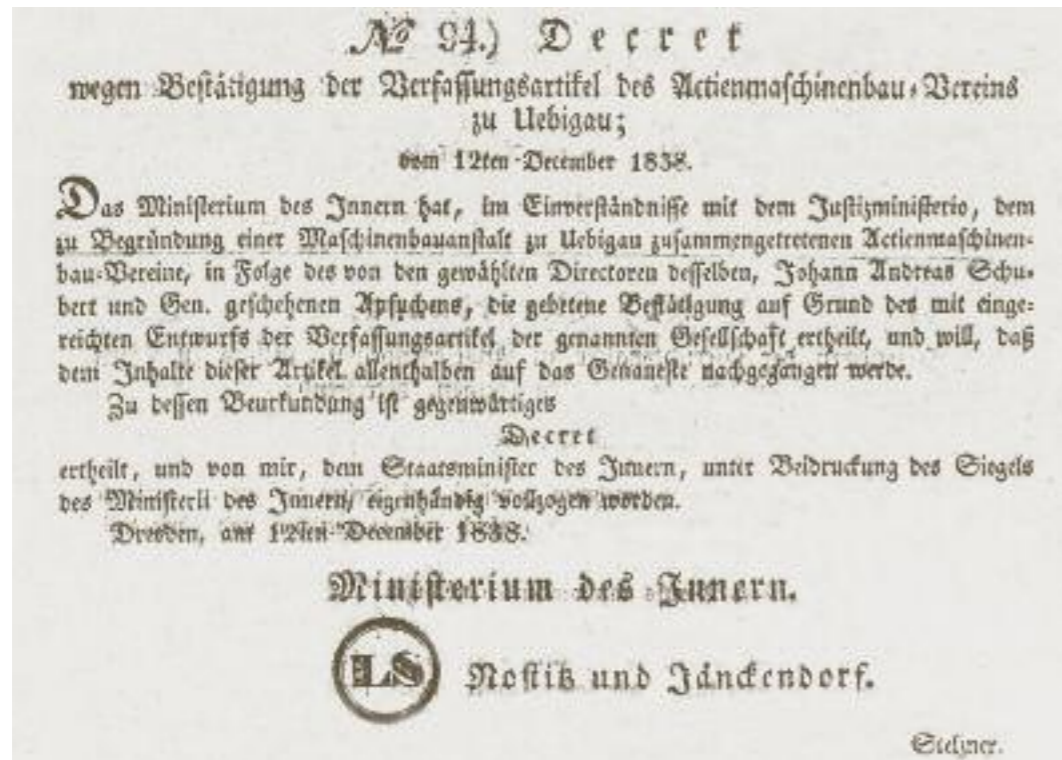 № 94.) Decret
wegen Bestätigung der Verfassungsartikel des Actienmaschinenbau-Vereins
zu Uebigau;
vom 12ten December 1838.
Das Ministerium des Innern hat, im Einverständnisse mit dem Justizministerio, dem
zu Begründung einer Maschinenbauanstalt zu Uebigau zusammengetretenen Actienmaschinen-
bau-Vereine, in Folge des von den gewählten Directoren desselben, Johann Andreas Schu-
bert und Gen. geschehenen Ansuchens, die gebetene Bestätigung auf Grund des mit einge-
reichten Entwurfs der Verfassungsartikel der genannten Gesellschaft ertheilt, und will, daß
dem Inhalte dieser Artikel allenthalben auf das Genaueste nachgegangen werde.
Zu dessen Beurkundung ist gegenwärtiges
Decret
ertheilt, und von mir, dem Staatsminister des Innern, unter Beidruckung des Siegels
des Ministerii des Innern, eigenhändig vollzogen worden.
Dresden, am 12ten December 1838.
Ministerium des Innern.
LS Nostitz und Jänckendorf.
Stelzner.